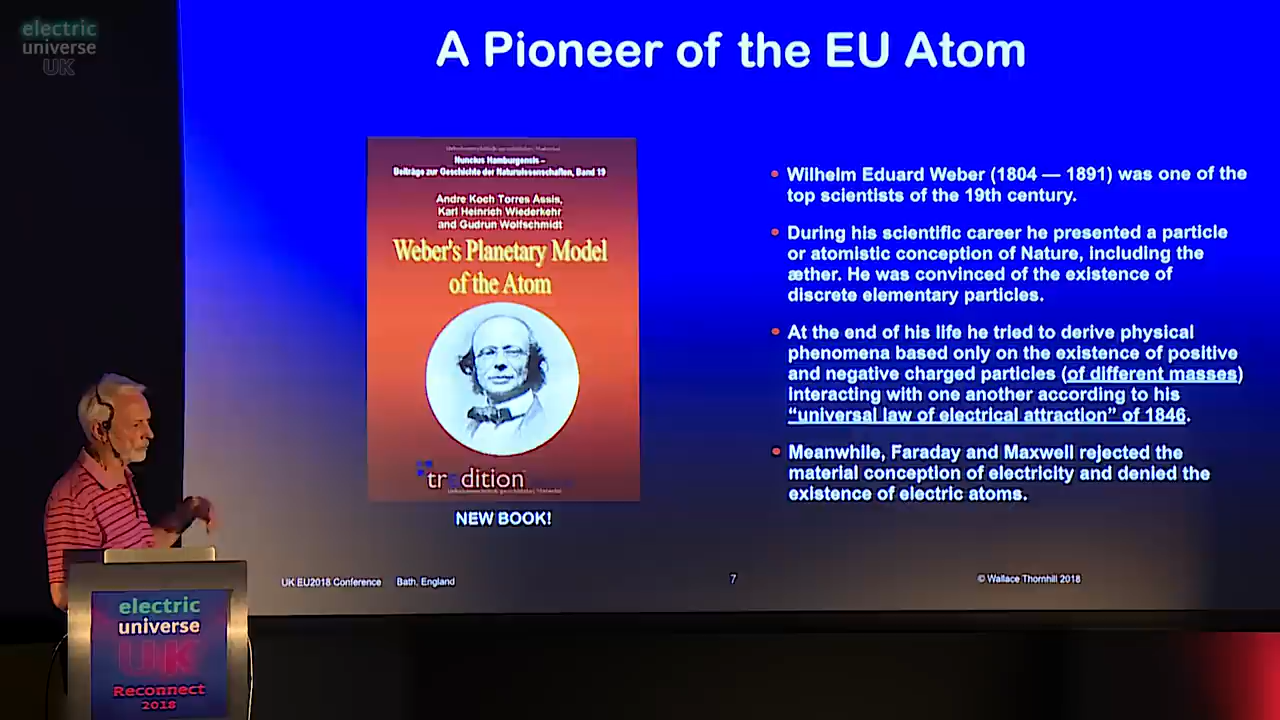 electric
universe
UK
A Pioneer of the EU Atom
Nuncius Hamburgensis –
Beiträge zur Geschichte der Naturwissenschaften, Band 19
Andre Koch Torres Assis,
Karl Heinrich Wiederkehr
and Gudrun Wolfschmidt
Weber's Planetary Model
of the Atom
tredition
NEW BOOK!
• Wilhelm Eduard Weber (1804 — 1891) was one of the
top scientists of the 19th century.
• During his scientific career he presented a particle
or atomistic conception of Nature, including the
æther. He was convinced of the existence of
discrete elementary particles.
• At the end of his life he tried to derive physical
phenomena based only on the existence of positive
and negative charged particles (of different masses)
interacting with one another according to his
“universal law of electrical attraction” of 1846.
• Meanwhile, Faraday and Maxwell rejected the
material conception of electricity and denied the
existence of electric atoms.
UK EU2018 Conference Bath, England
7
© Wallace Thornhill 2018
electric
universe
UK
Reconnect
2018